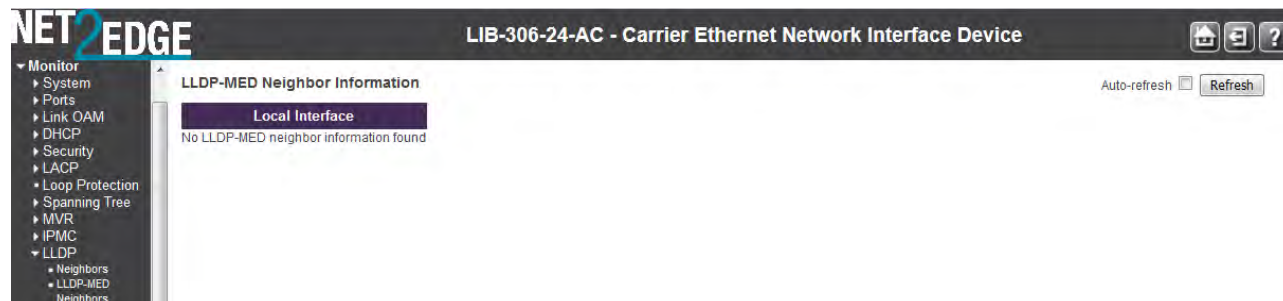 NET2EDGE
LIB-306-24-AC - Carrier Ethernet Network Interface Device
?
Monitor
System
Ports
Link OAM
DHCP
Security
LACP
Loop Protection
Spanning Tree
MVR
IPMC
LLDP
Neighbors
LLDP-MED
Neighbors
LLDP-MED Neighbor Information
Auto-refresh
Refresh
Local Interface
No LLDP-MED neighbor information found